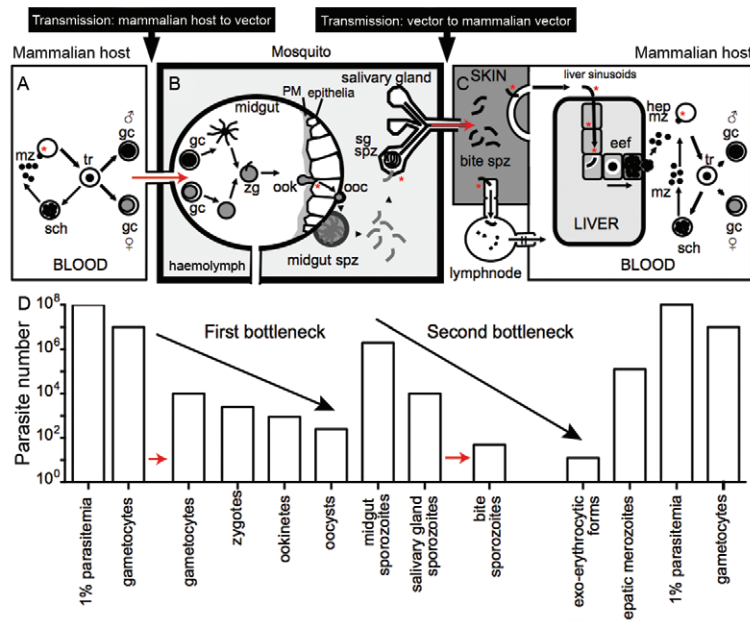 Transmission: mammalian host to vector
Transmission: vector to mammalian vector
Mammalian host
Mosquito
Mammalian host
A
mz
tr
gc
♂
sch
gc
♀
BLOOD
B
midgut
PM
epithelia
gc
gc
zg
ook
ooc
haemolymph
midgut spz
salivary gland
sg
spz
C
SKIN
bite spz
lymphnode
liver sinusoids
eef
LIVER
hep
mz
mz
tr
♂
gc
sch
gc
♀
BLOOD
D
Parasite number
10⁸
10⁶
10⁴
10²
10⁰
First bottleneck
Second bottleneck
1% parasitemia
gametocytes
gametocytes
zygotes
ookinetes
oocysts
midgut
sporozoites
salivary gland
sporozoites
bite
sporozoites
exo-erythrocytic
forms
epatic merozoites
1% parasitemia
gametocytes